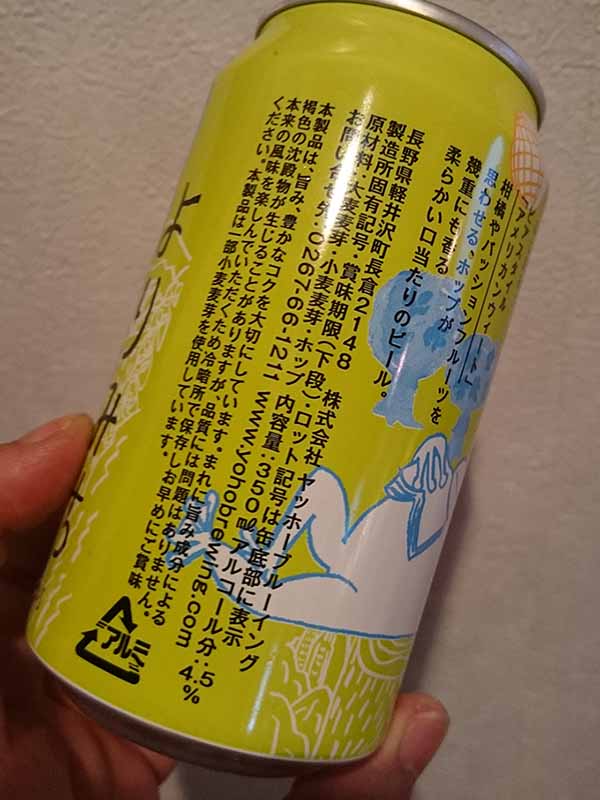 ビアスタイル
「アメリカンウィート」
柑橘やパッションフルーツを
思わせる、ホップが
幾重にも香る
柔らかい口当たりのビール。
株式会社ヤッホーブルーイング
長野県軽井沢町長倉2148
製造所固有記号・賞味期限(下段)・ロット記号は缶底部に表示
原材料:大麦麦芽・小麦麦芽・ホップ 内容量:350㎖ アルコール分:5.4%
お問い合せ先:0267-66-1211 www.yohobrewing.com
本製品は、旨み、豊かなコクを大切にしています。まれに旨み成分による
褐色の沈殿物が生じることがありますが、品質には問題はありません。
本来の風味を楽しんでいただくため冷暗所で保存しお早めにご賞味
ください。本製品は一部小麦麦芽を使用しています。
アルミ